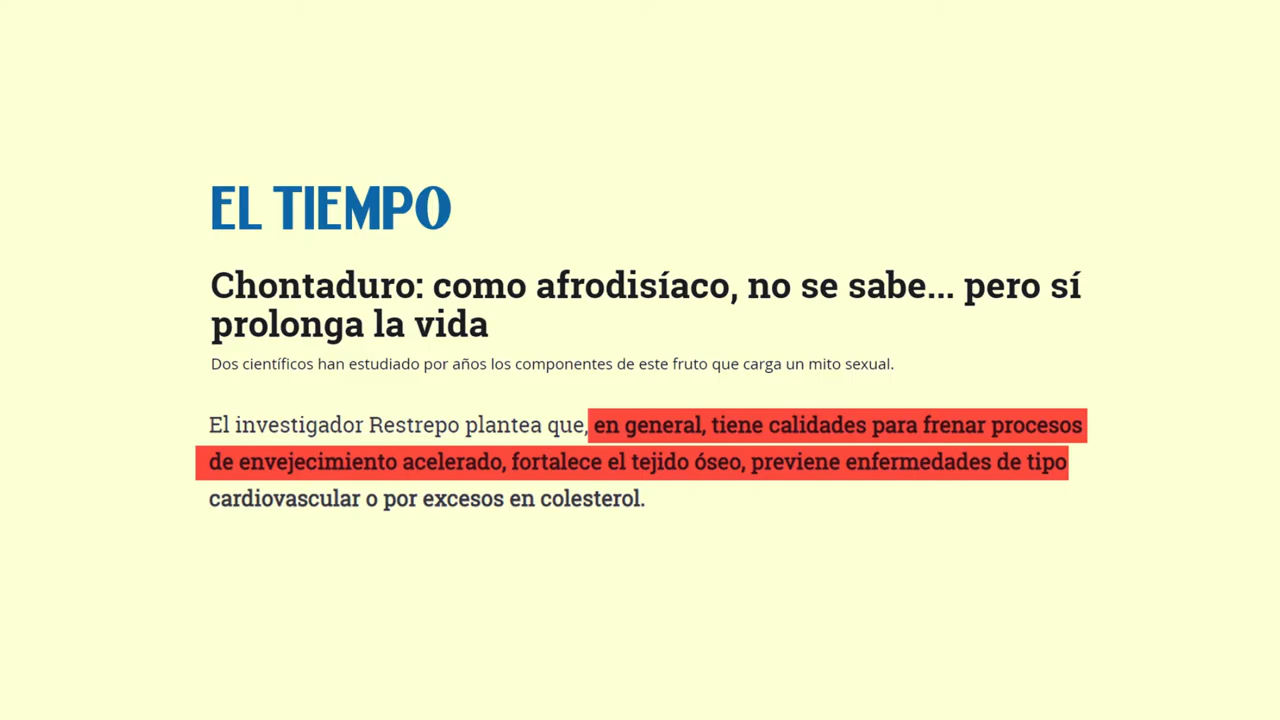 EL TIEMPO
Chontaduro: como afrodisíaco, no se sabe... pero sí
prolonga la vida
Dos científicos han estudiado por años los componentes de este fruto que carga un mito sexual.
El investigador Restrepo plantea que, en general, tiene calidades para frenar procesos
de envejecimiento acelerado, fortalece el tejido óseo, previene enfermedades de tipo
cardiovascular o por excesos en colesterol.